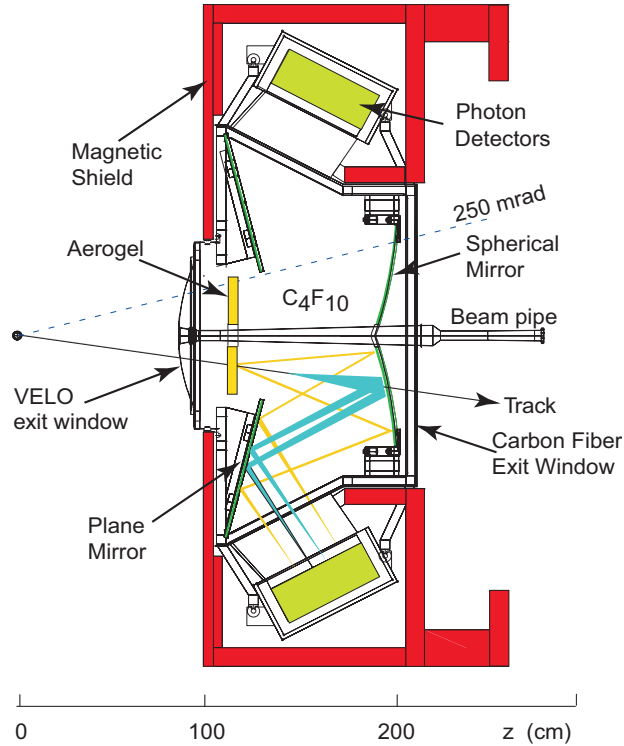 Photon
Detectors
Magnetic
Shield
250 mrad
Aerogel
Spherical
Mirror
C4F10
Beam pipe
VELO
exit window
Track
Carbon Fiber
Exit Window
Plane
Mirror
0 100 200 z (cm)